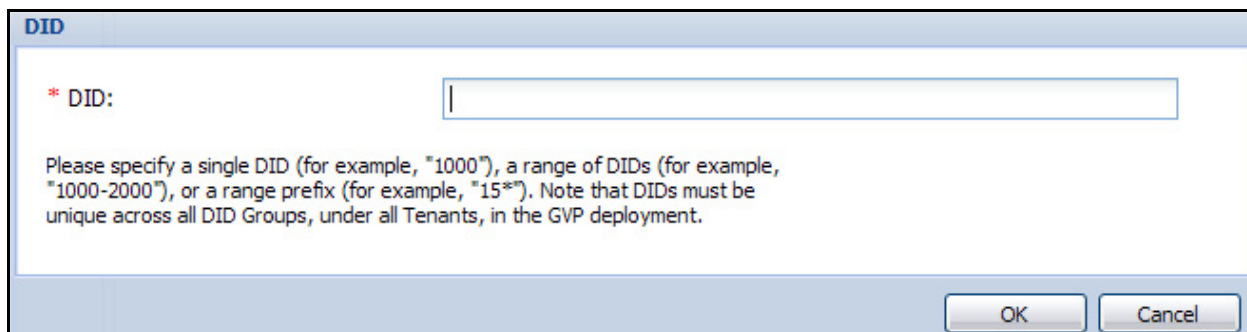 DID
* DID:
Please specify a single DID (for example, "1000"), a range of DIDs (for example,
"1000-2000"), or a range prefix (for example, "15*"). Note that DIDs must be
unique across all DID Groups, under all Tenants, in the GVP deployment.
OK Cancel